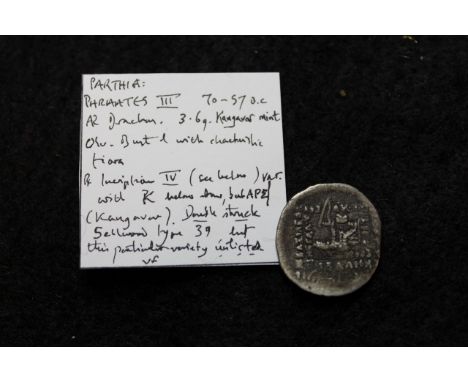 PARTHIA:
PHRAATES III 70-57 B.C
AR Drachm. 3.6g. Kangavar mint
Obv. Bust l with characteristic
tiara
R Inscription IV (see below) var.
with K below bow, but APE
(Kangavar). Double struck
Sellwood type 39 but
this particular variety unlisted
VF